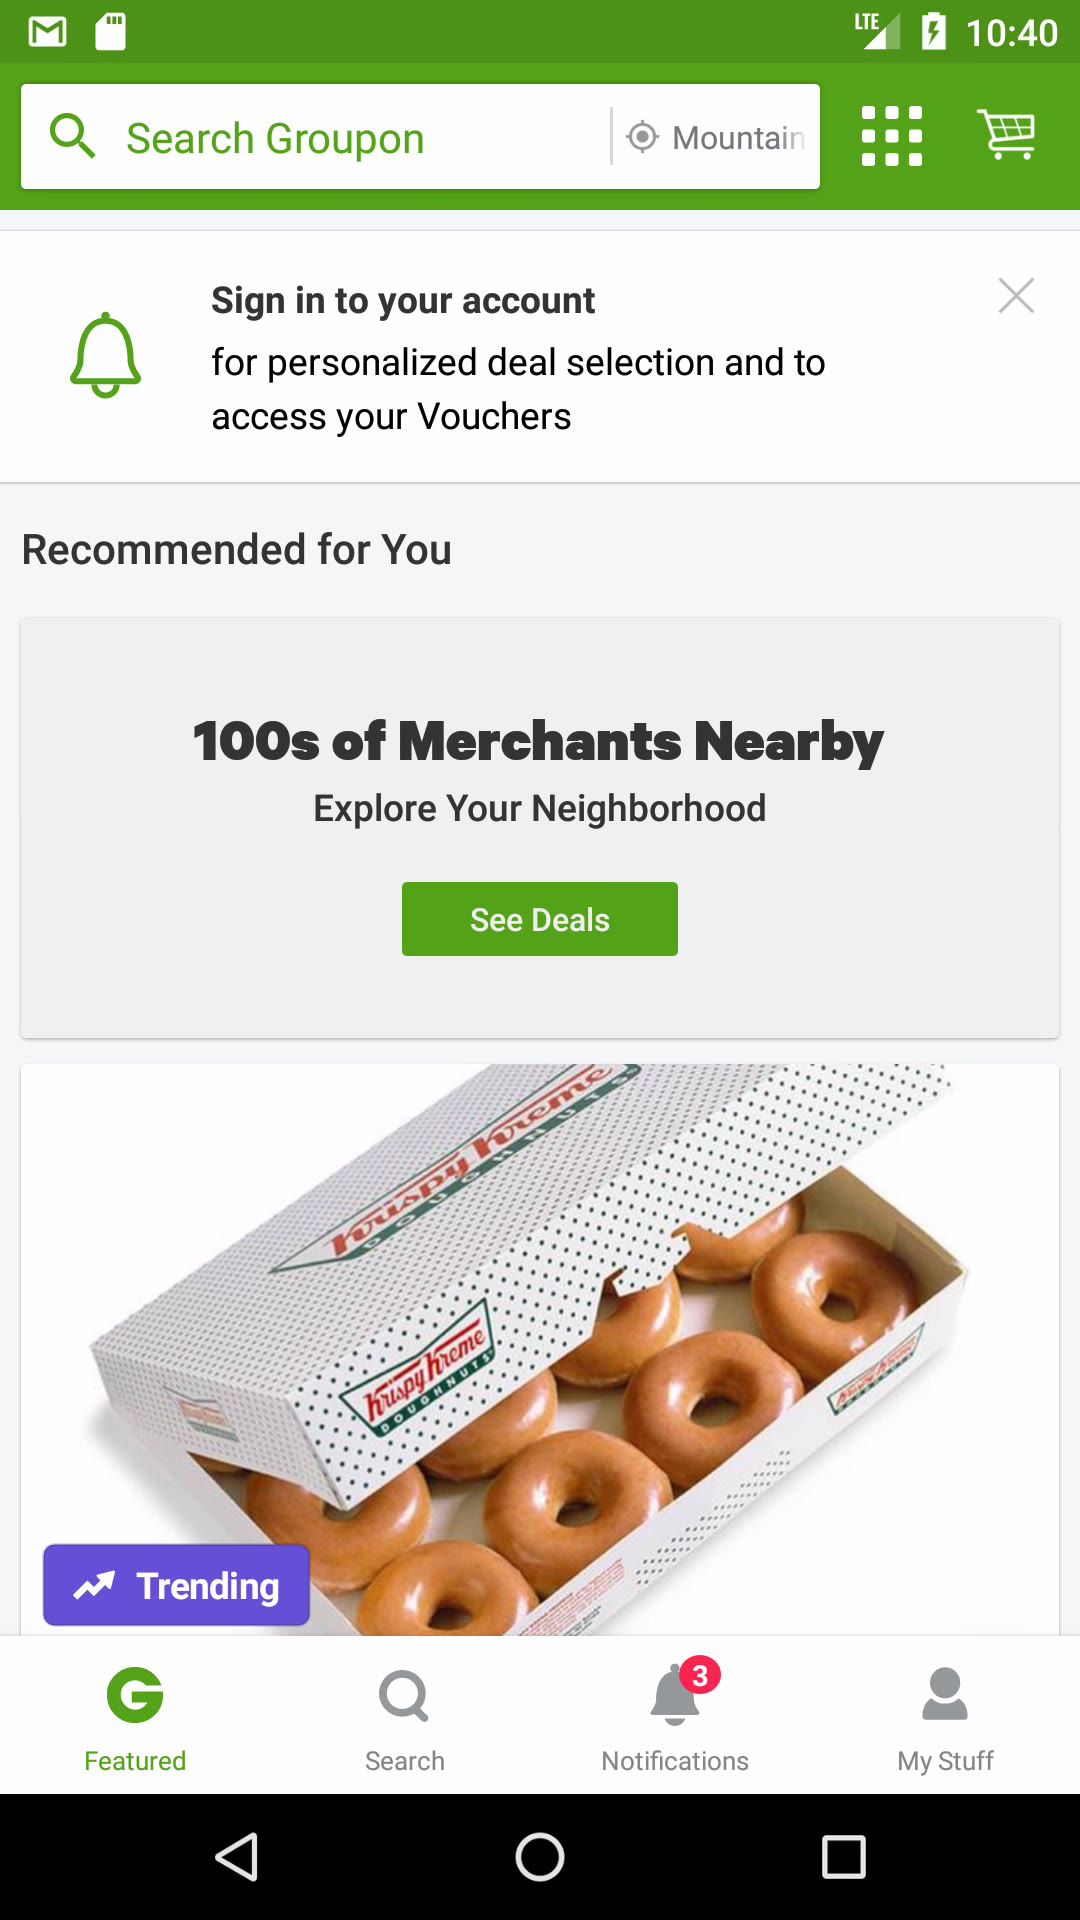 LTE
10:40
Search Groupon
Mountain
Sign in to your account
for personalized deal selection and to
access your Vouchers
Recommended for You
100s of Merchants Nearby
Explore Your Neighborhood
See Deals
Krispy Kreme
DOUGHNUTS
Krispy Kreme
DOUGHNUTS
Krispy Kreme
Trending
3
Featured
Search
Notifications
My Stuff